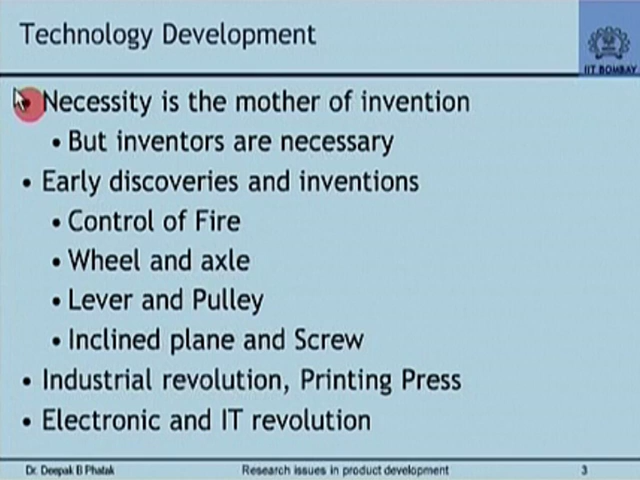 Technology Development
IIT BOMBAY
• Necessity is the mother of invention
• But inventors are necessary
• Early discoveries and inventions
• Control of Fire
• Wheel and axle
• Lever and Pulley
• Inclined plane and Screw
• Industrial revolution, Printing Press
• Electronic and IT revolution
Dr. Deepak B Phatak Research issues in product development 3